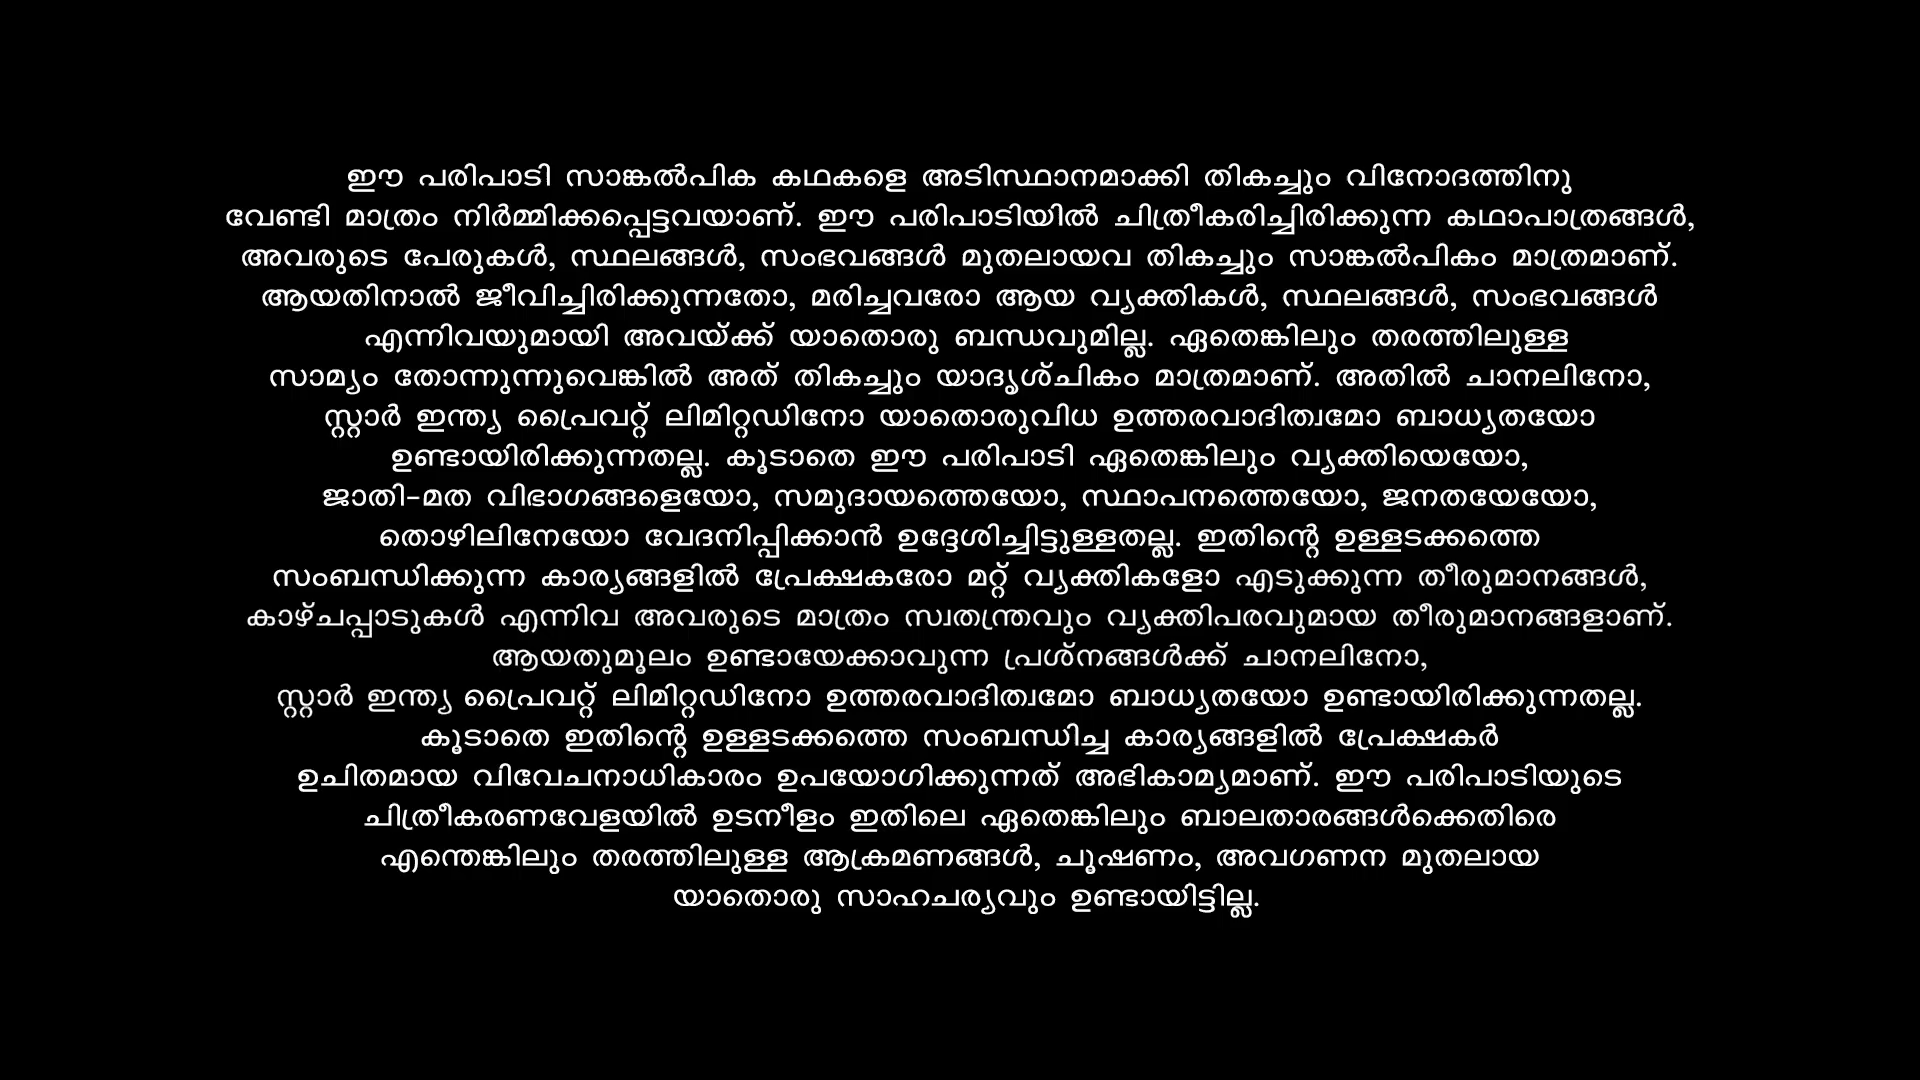 ഈ പരിപാടി സാങ്കൽപിക കഥകളെ അടിസ്ഥാനമാക്കി തികച്ചും വിനോദത്തിനു
വേണ്ടി മാത്രം നിർമ്മിക്കപ്പെട്ടവയാണ്. ഈ പരിപാടിയിൽ ചിത്രീകരിച്ചിരിക്കുന്ന കഥാപാത്രങ്ങൾ,
അവരുടെ പേരുകൾ, സ്ഥലങ്ങൾ, സംഭവങ്ങൾ മുതലായവ തികച്ചും സാങ്കൽപികം മാത്രമാണ്.
ആയതിനാൽ ജീവിച്ചിരിക്കുന്നതോ, മരിച്ചവരോ ആയ വ്യക്തികൾ, സ്ഥലങ്ങൾ, സംഭവങ്ങൾ
എന്നിവയുമായി അവയ്ക്ക് യാതൊരു ബന്ധവുമില്ല. ഏതെങ്കിലും തരത്തിലുള്ള
സാമ്യം തോന്നുന്നുവെങ്കിൽ അത് തികച്ചും യാദൃശ്ചികം മാത്രമാണ്. അതിൽ ചാനലിനോ,
സ്റ്റാർ ഇന്ത്യ പ്രൈവറ്റ് ലിമിറ്റഡിനോ യാതൊരുവിധ ഉത്തരവാദിത്വമോ ബാധ്യതയോ
ഉണ്ടായിരിക്കുന്നതല്ല. കൂടാതെ ഈ പരിപാടി ഏതെങ്കിലും വ്യക്തിയെയോ,
ജാതി-മത വിഭാഗങ്ങളെയോ, സമുദായത്തെയോ, സ്ഥാപനത്തെയോ, ജനതയേയോ,
തൊഴിലിനേയോ വേദനിപ്പിക്കാൻ ഉദ്ദേശിച്ചിട്ടുള്ളതല്ല. ഇതിന്റെ ഉള്ളടക്കത്തെ
സംബന്ധിക്കുന്ന കാര്യങ്ങളിൽ പ്രേക്ഷകരോ മറ്റ് വ്യക്തികളോ എടുക്കുന്ന തീരുമാനങ്ങൾ,
കാഴ്ചപ്പാടുകൾ എന്നിവ അവരുടെ മാത്രം സ്വതന്ത്രവും വ്യക്തിപരവുമായ തീരുമാനങ്ങളാണ്.
ആയതുമൂലം ഉണ്ടായേക്കാവുന്ന പ്രശ്നങ്ങൾക്ക് ചാനലിനോ,
സ്റ്റാർ ഇന്ത്യ പ്രൈവറ്റ് ലിമിറ്റഡിനോ ഉത്തരവാദിത്വമോ ബാധ്യതയോ ഉണ്ടായിരിക്കുന്നതല്ല.
കൂടാതെ ഇതിന്റെ ഉള്ളടക്കത്തെ സംബന്ധിച്ച കാര്യങ്ങളിൽ പ്രേക്ഷകർ
ഉചിതമായ വിവേചനാധികാരം ഉപയോഗിക്കുന്നത് അഭികാമ്യമാണ്. ഈ പരിപാടിയുടെ
ചിത്രീകരണവേളയിൽ ഉടനീളം ഇതിലെ ഏതെങ്കിലും ബാലതാരങ്ങൾക്കെതിരെ
എന്തെങ്കിലും തരത്തിലുള്ള ആക്രമണങ്ങൾ, ചൂഷണം, അവഗണന മുതലായ
യാതൊരു സാഹചര്യവും ഉണ്ടായിട്ടില്ല.